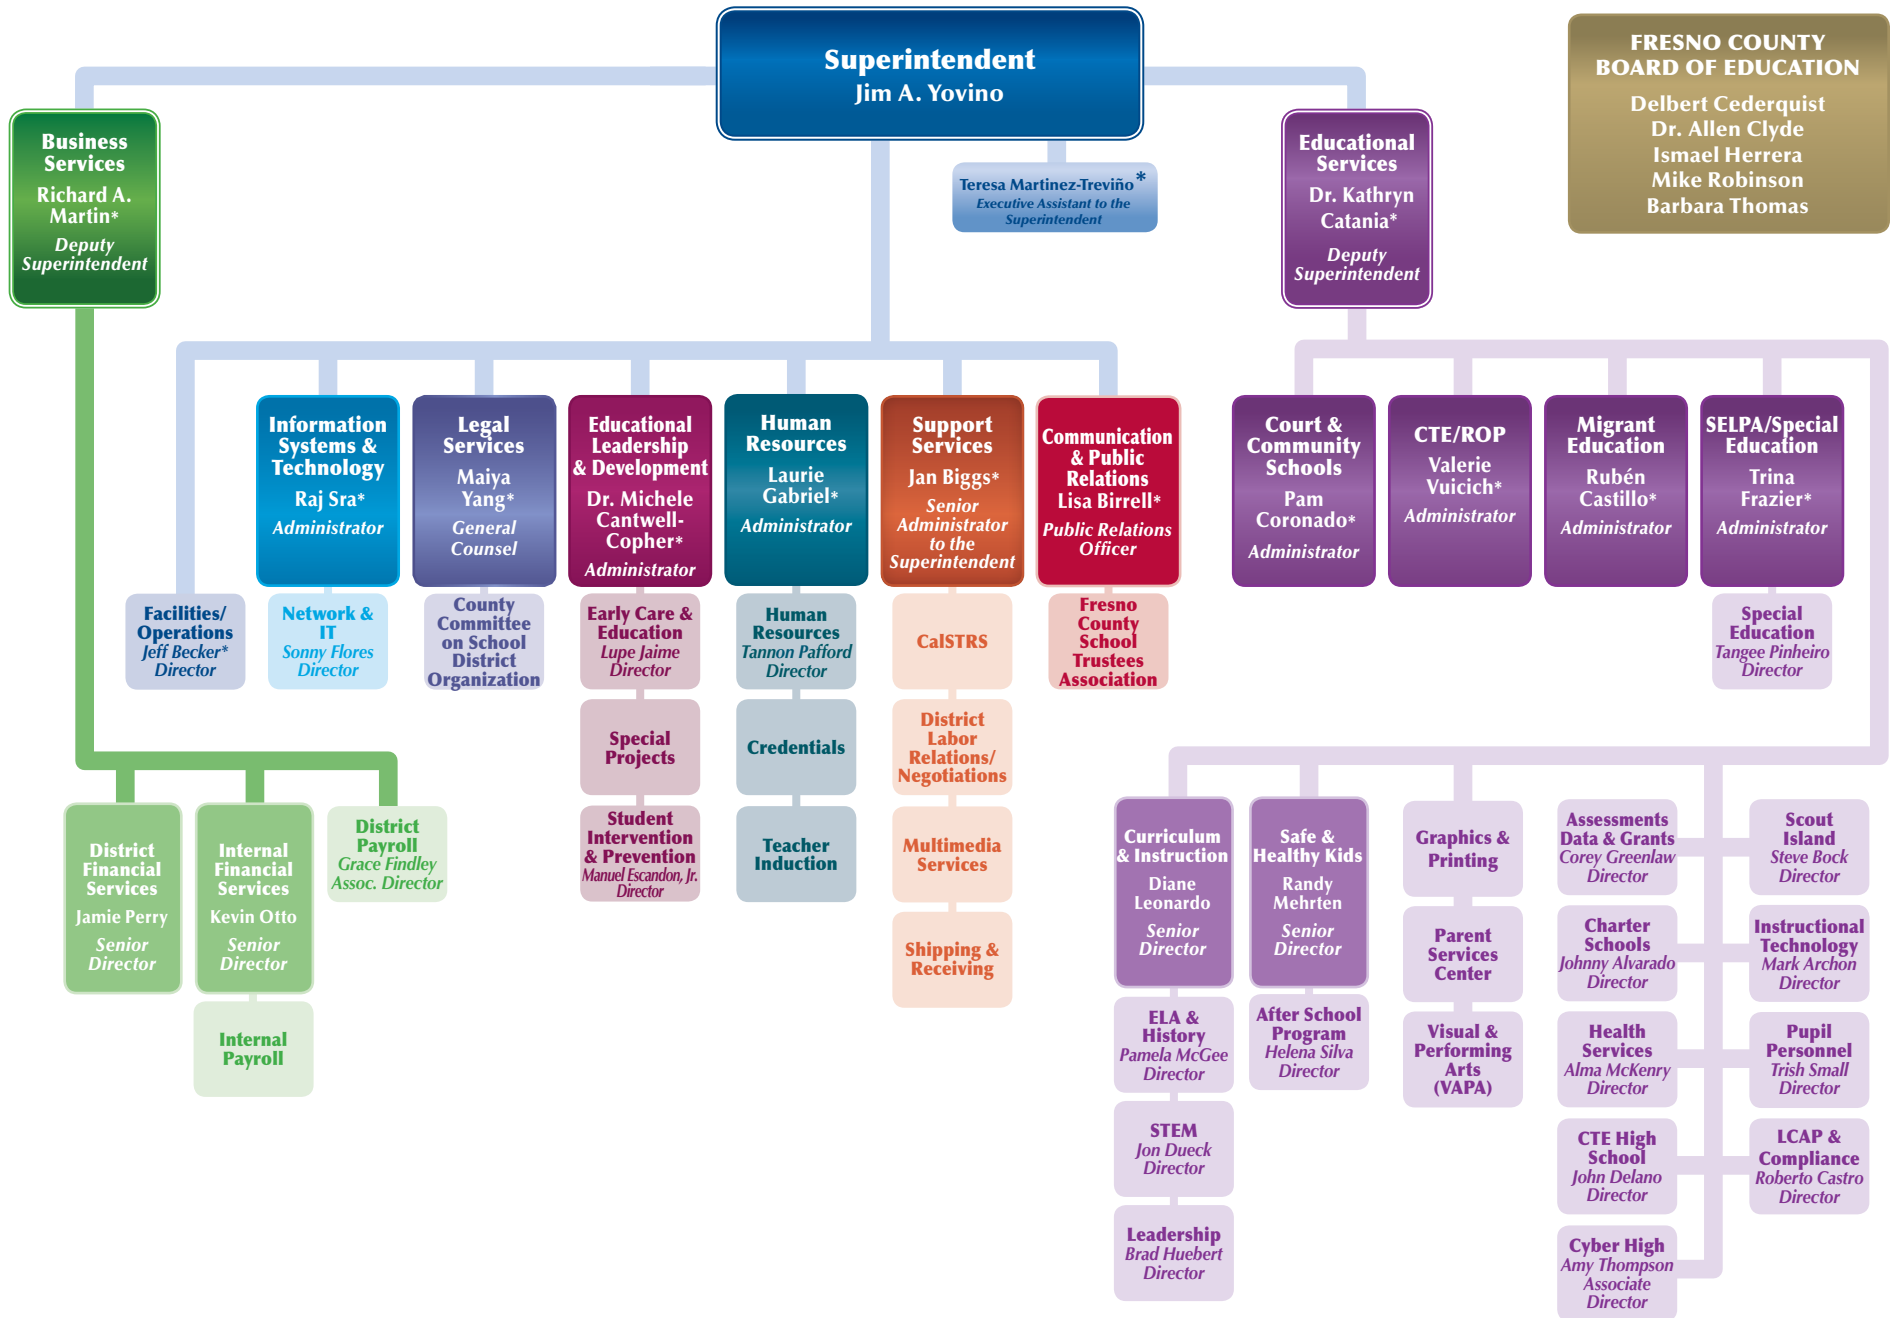 Superintendent
Jim A. Yovino
FRESNO COUNTY
BOARD OF EDUCATION
Delbert Cederquist
Dr. Allen Clyde
Ismael Herrera
Mike Robinson
Barbara Thomas
Business
Services
Richard A.
Martin*
Deputy
Superintendent
Teresa Martinez-Treviño*
Executive Assistant to the
Superintendent
Educational
Services
Dr. Kathryn
Catania*
Deputy
Superintendent
Information
Systems &
Technology
Raj Sra*
Administrator
Legal
Services
Maiya
Yang*
General
Counsel
Educational
Leadership
& Development
Dr. Michele
Cantwell-
Copher*
Administrator
Human
Resources
Laurie
Gabriel*
Administrator
Support
Services
Jan Biggs*
Senior
Administrator
to the
Superintendent
Communication
& Public
Relations
Lisa Birrell*
Public Relations
Officer
Court &
Community
Schools
Pam
Coronado*
Administrator
CTE/ROP
Valerie
Vuicich*
Administrator
Migrant
Education
Rubén
Castillo*
Administrator
SELPA/Special
Education
Trina
Frazier*
Administrator
Facilities/
Operations
Jeff Becker*
Director
Network &
IT
Sonny Flores
Director
County
Committee
on School
District
Organization
Early Care &
Education
Lupe Jaime
Director
Human
Resources
Tannon Pafford
Director
CalSTRS
Fresno
County
School
Trustees
Association
Special
Education
Tangee Pinheiro
Director
Special
Projects
Credentials
District
Labor
Relations/
Negotiations
Student
Intervention
& Prevention
Manuel Escandon, Jr.
Director
Teacher
Induction
Multimedia
Services
Shipping &
Receiving
District
Financial
Services
Jamie Perry
Senior
Director
Internal
Financial
Services
Kevin Otto
Senior
Director
District
Payroll
Grace Findley
Assoc. Director
Internal
Payroll
Curriculum
& Instruction
Diane
Leonardo
Senior
Director
Safe &
Healthy Kids
Randy
Mehrten
Senior
Director
Graphics &
Printing
Assessments
Data & Grants
Corey Greenlaw
Director
Scout
Island
Steve Bock
Director
Parent
Services
Center
Charter
Schools
Johnny Alvarado
Director
Instructional
Technology
Mark Archon
Director
ELA &
History
Pamela McGee
Director
After School
Program
Helena Silva
Director
Visual &
Performing
Arts
(VAPA)
Health
Services
Alma McKenry
Director
Pupil
Personnel
Trish Small
Director
STEM
Jon Dueck
Director
CTE High
School
John Delano
Director
LCAP &
Compliance
Roberto Castro
Director
Leadership
Brad Huebert
Director
Cyber High
Amy Thompson
Associate
Director